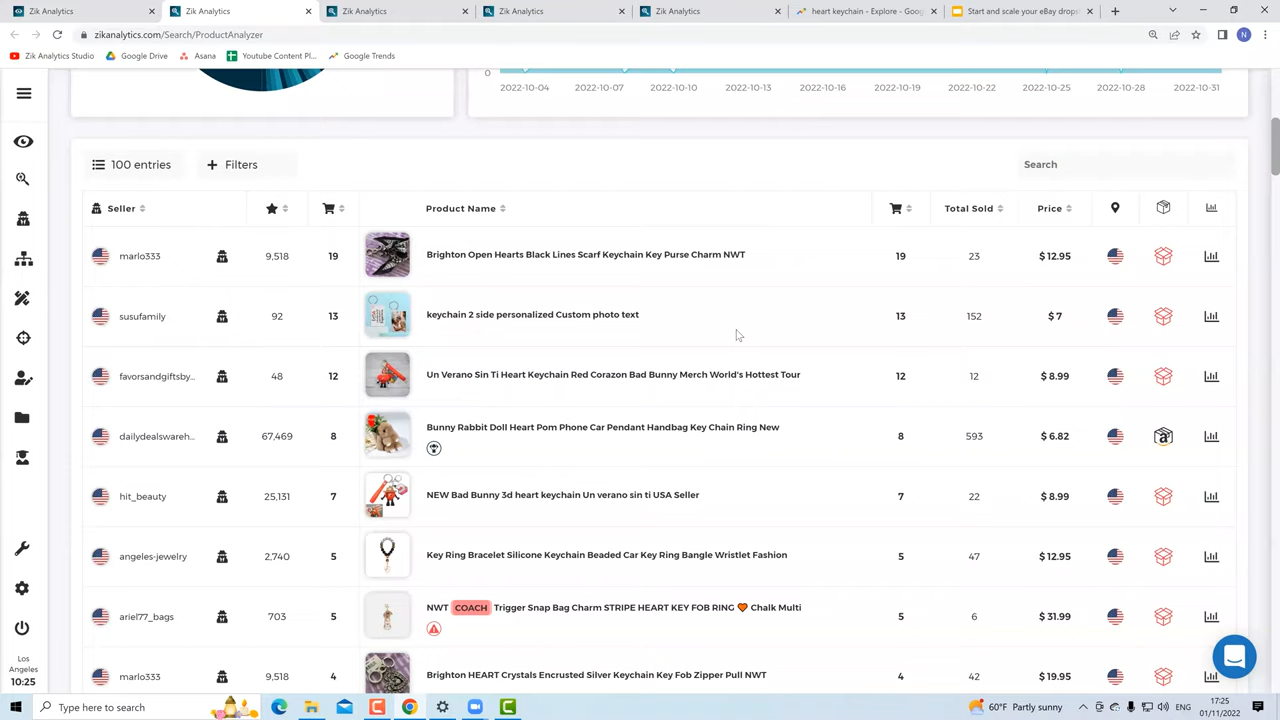 Zik Analytics
Zik Analytics
Zik Analytics
Zik Analytics
Zik Analytics
heart keychain - Explore - Goog
Start and scale your eBay drops
zikanalytics.com/Search/ProductAnalyzer
N
Zik Analytics Studio
Google Drive
Asana
Youtube Content Pl...
Google Trends
0
2022-10-04 2022-10-07 2022-10-10 2022-10-13 2022-10-16 2022-10-19 2022-10-22 2022-10-25 2022-10-28 2022-10-31
100 entries
+ Filters
Search
Seller Product Name Total Sold Price
marlo333 9,518 19 Brighton Open Hearts Black Lines Scarf Keychain Key Purse Charm NWT 19 23 $ 12.95
susufamily 92 13 keychain 2 side personalized Custom photo text 13 152 $ 7
favorsandgiftsby... 48 12 Un Verano Sin Ti Heart Keychain Red Corazon Bad Bunny Merch World's Hottest Tour 12 12 $ 8.99
dailydealswareh... 67,469 8 Bunny Rabbit Doll Heart Pom Phone Car Pendant Handbag Key Chain Ring New 8 593 $ 6.82
hit_beauty 25,131 7 NEW Bad Bunny 3d heart keychain Un verano sin ti USA Seller 7 22 $ 8.99
angeles-jewelry 2,740 5 Key Ring Bracelet Silicone Keychain Beaded Car Key Ring Bangle Wristlet Fashion 5 47 $ 12.95
ariel77_bags 703 5 NWT COACH Trigger Snap Bag Charm STRIPE HEART KEY FOB RING 🧡 Chalk Multi 5 6 $ 31.99
marlo333 9,518 4 Brighton HEART Crystals Encrusted Silver Keychain Key Fob Zipper Pull NWT 4 42 $ 19.95
Los
Angeles
10:25
Type here to search
60°F Partly sunny
ENG
17:25
01/11/2022